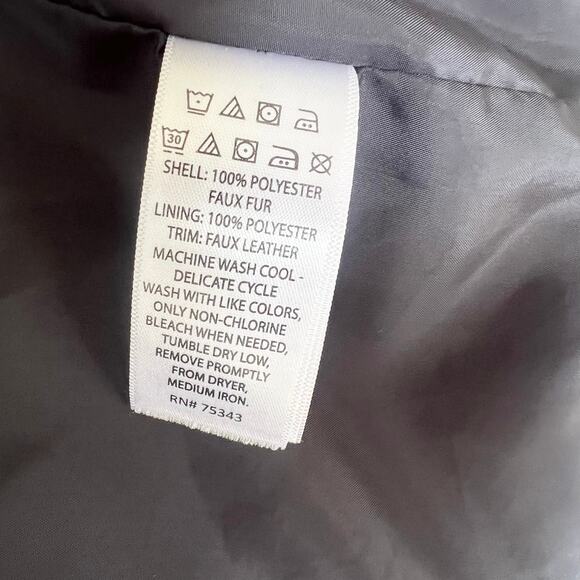 30
SHELL: 100% POLYESTER
FAUX FUR
LINING: 100% POLYESTER
TRIM: FAUX LEATHER
MACHINE WASH COOL -
DELICATE CYCLE
WASH WITH LIKE COLORS,
ONLY NON-CHLORINE
BLEACH WHEN NEEDED,
TUMBLE DRY LOW,
REMOVE PROMPTLY
FROM DRYER,
MEDIUM IRON.
RN# 75343